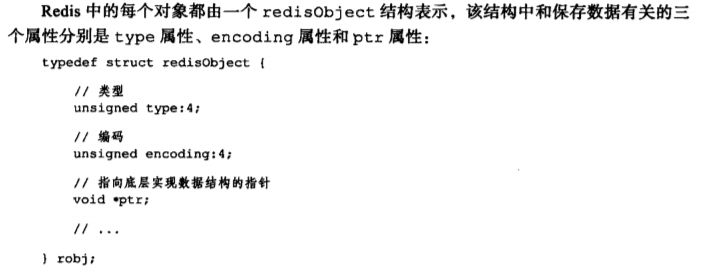 Redis 中的每个对象都由一个 redisObject 结构表示，该结构中和保存数据有关的三
个属性分别是 type 属性、encoding 属性和 ptr 属性：
typedef struct redisObject {
// 类型
unsigned type:4;
// 编码
unsigned encoding:4;
// 指向底层实现数据结构的指针
void *ptr;
// ...
} robj;